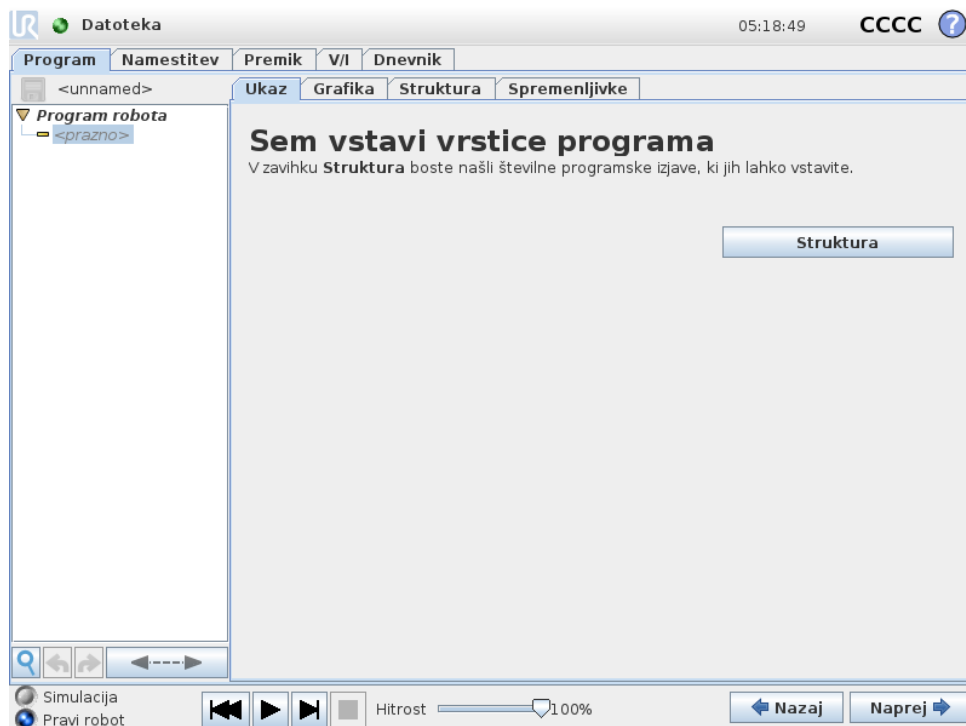 UR Datoteka 05:18:49 CCCC ?
Program Namestitev Premik V/I Dnevnik
<unnamed> Ukaz Grafika Struktura Spremenljivke
Program robota
<prazno>
Sem vstavi vrstice programa
V zavihku Struktura boste našli številne programske izjave, ki jih lahko vstavite.
Struktura
Simulacija
Pravi robot
Hitrost 100%
Nazaj Naprej